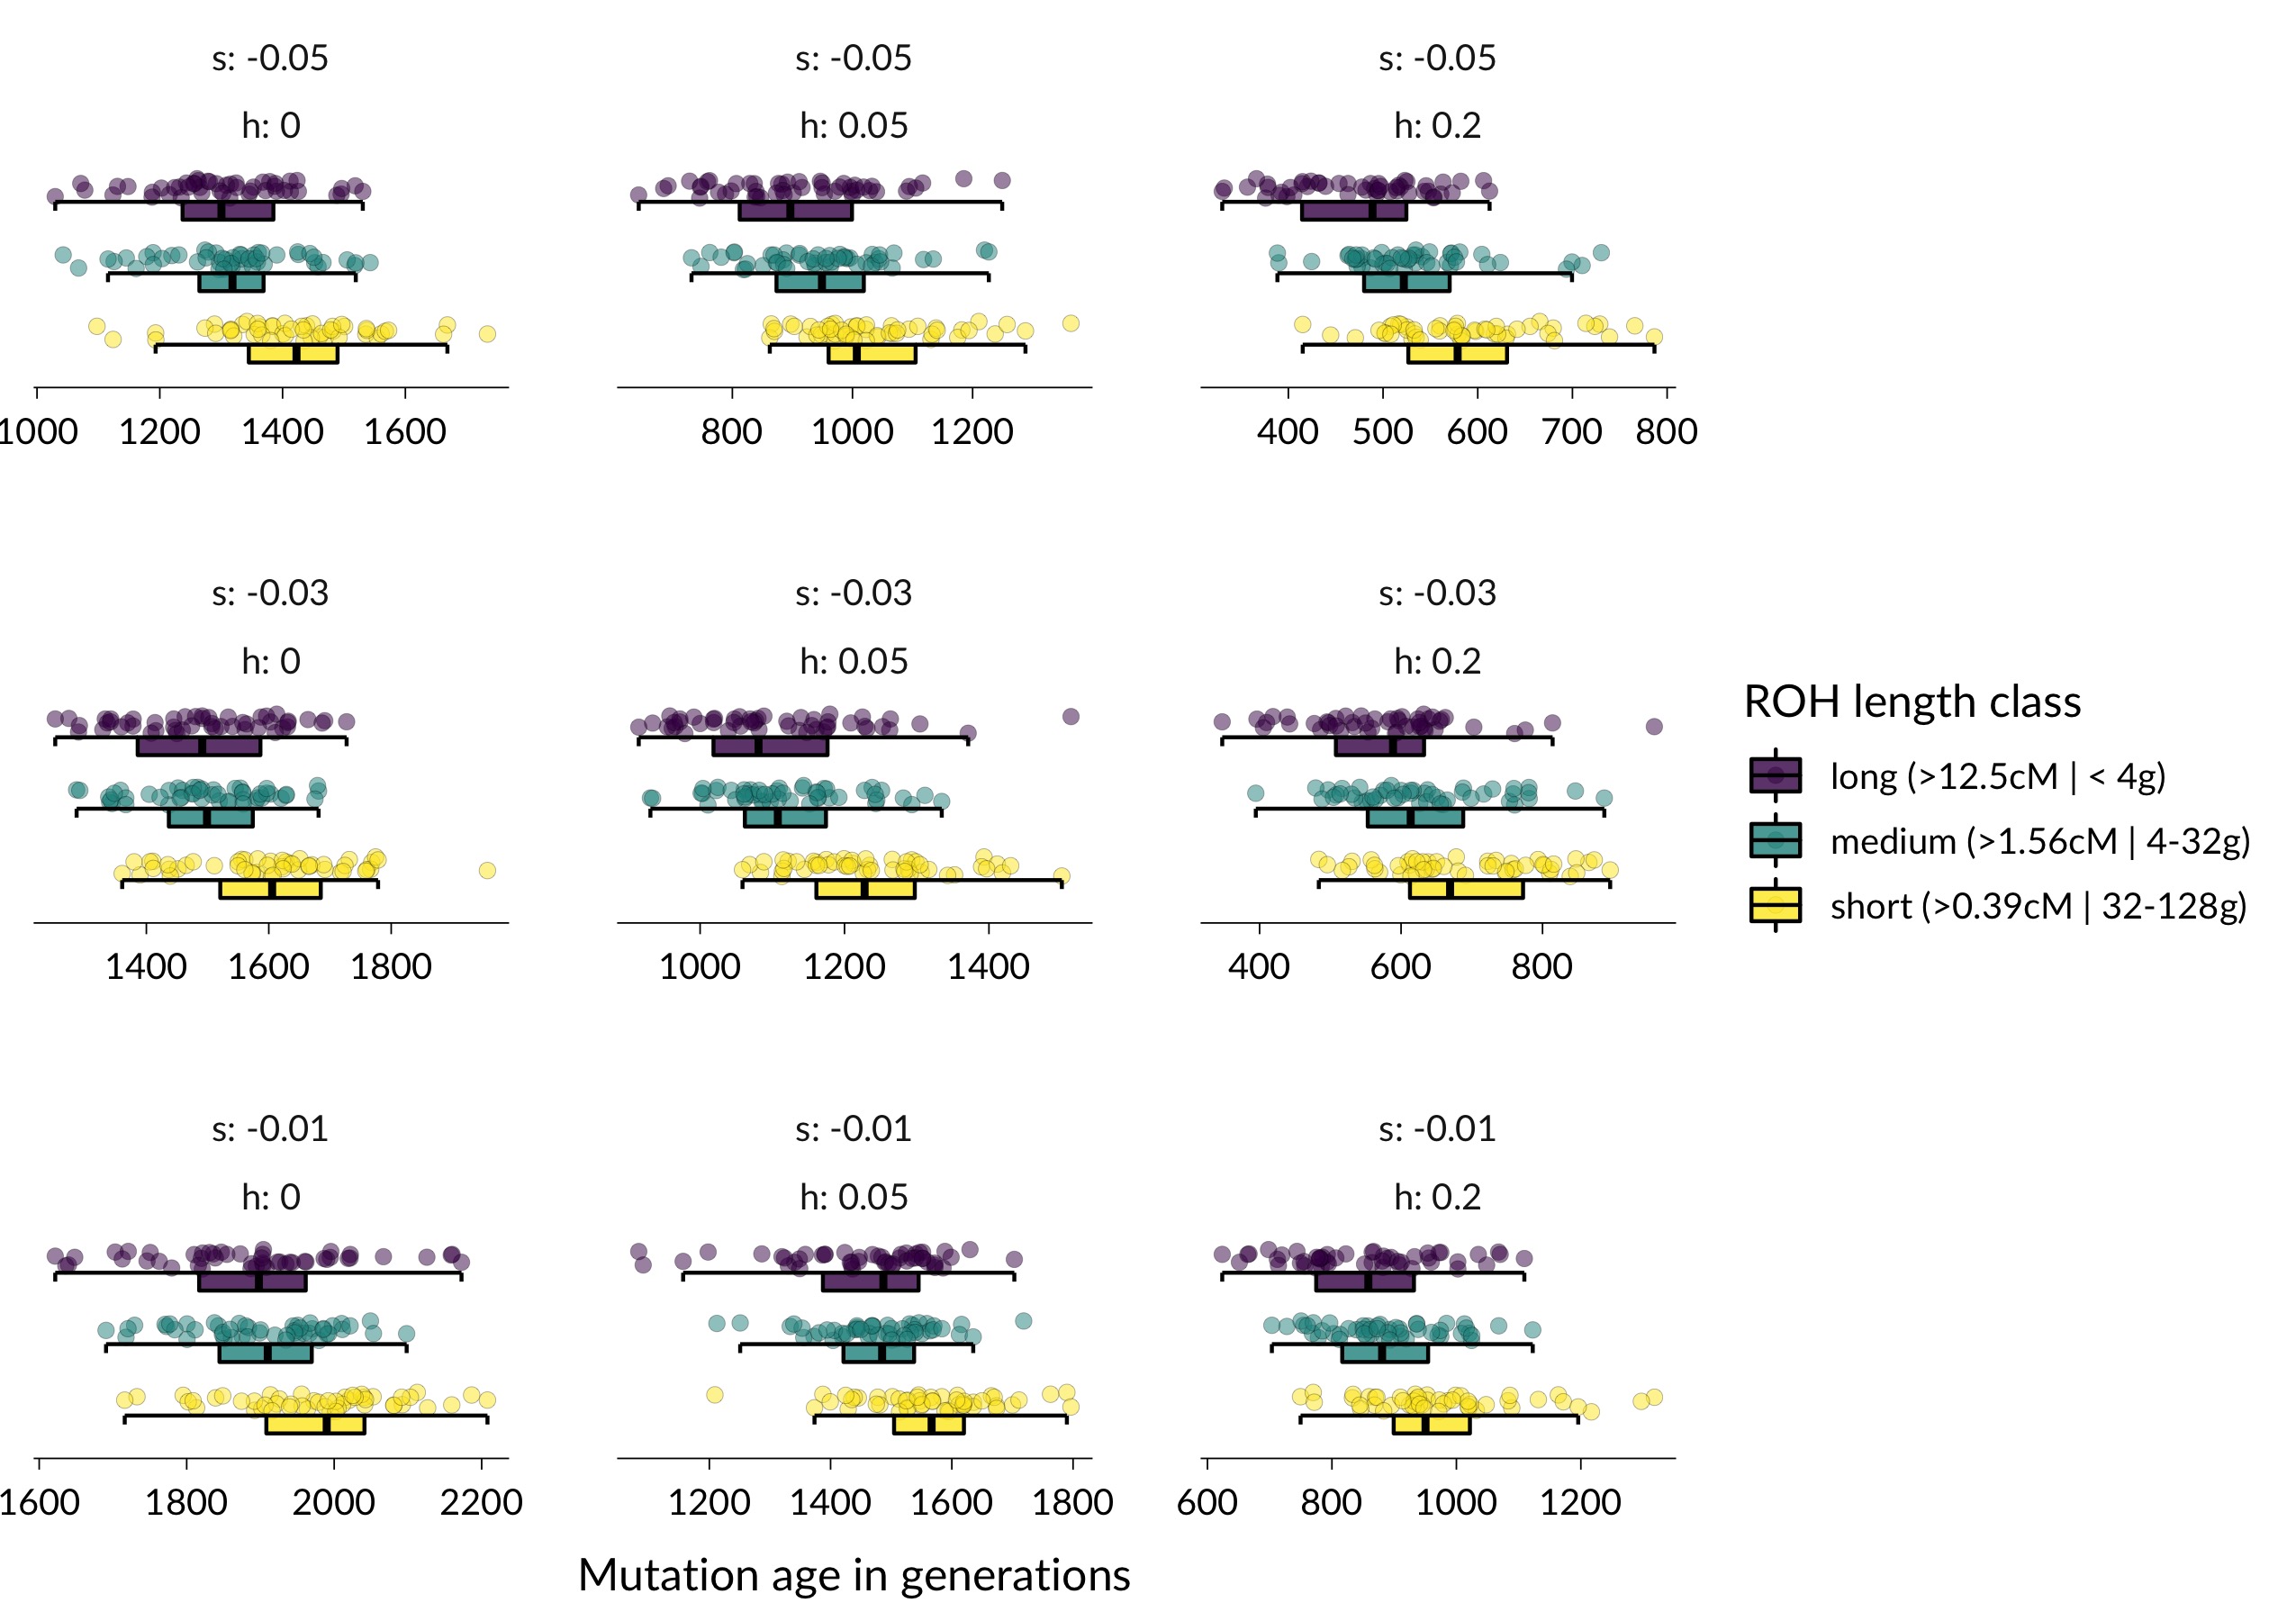 s: -0.05
s: -0.05
s: -0.05
h: 0
h: 0.05
h: 0.2
1000 1200 1400 1600
800 1000 1200
400 500 600 700 800
s: -0.03
s: -0.03
s: -0.03
h: 0
h: 0.05
h: 0.2
1400 1600 1800
1000 1200 1400
400 600 800
ROH length class
long (>12.5cM | < 4g)
medium (>1.56cM | 4-32g)
short (>0.39cM | 32-128g)
s: -0.01
s: -0.01
s: -0.01
h: 0
h: 0.05
h: 0.2
1600 1800 2000 2200
1200 1400 1600 1800
600 800 1000 1200
Mutation age in generations